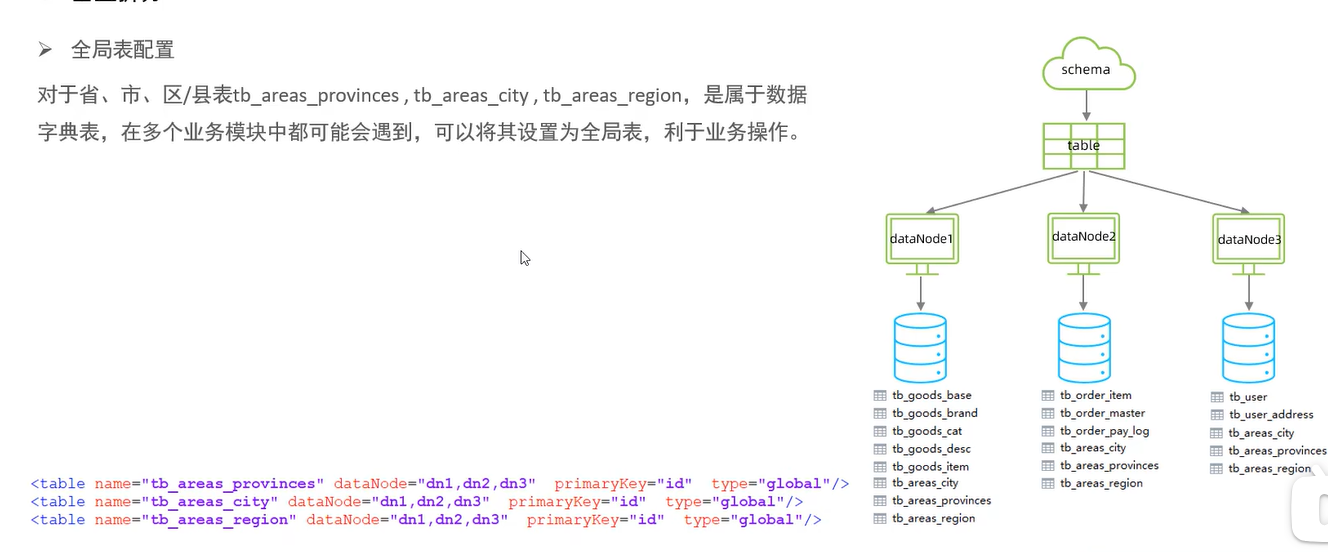 全局表配置
对于省、市、区/县表tb_areas_provinces , tb_areas_city , tb_areas_region，是属于数据
字典表，在多个业务模块中都可能会遇到，可以将其设置为全局表，利于业务操作。
schema
table
dataNode1
dataNode2
dataNode3
tb_goods_base
tb_goods_brand
tb_goods_cat
tb_goods_desc
tb_goods_item
tb_areas_city
tb_areas_provinces
tb_areas_region
tb_order_item
tb_order_master
tb_order_pay_log
tb_areas_city
tb_areas_provinces
tb_areas_region
tb_user
tb_user_address
tb_areas_city
tb_areas_provinces
tb_areas_region
<table name="tb_areas_provinces" dataNode="dn1,dn2,dn3" primaryKey="id" type="global"/>
<table name="tb_areas_city" dataNode="dn1,dn2,dn3" primaryKey="id" type="global"/>
<table name="tb_areas_region" dataNode="dn1,dn2,dn3" primaryKey="id" type="global"/>